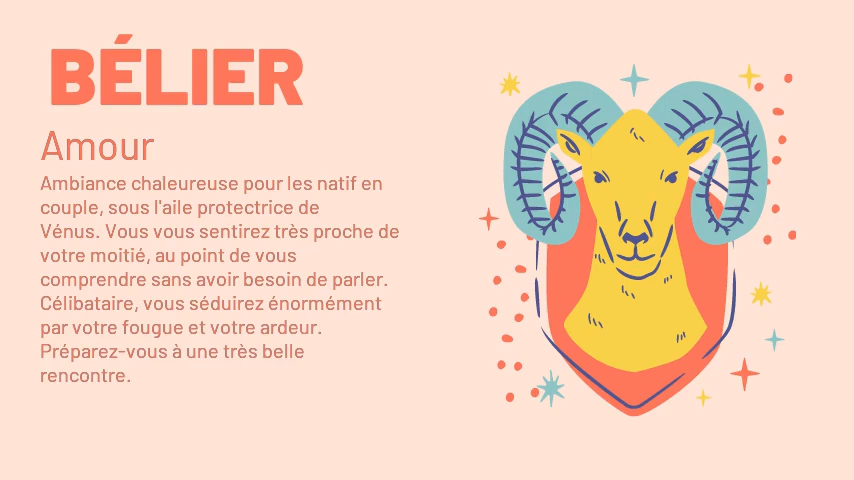 BÉLIER
Amour
Ambiance chaleureuse pour les natif en
couple, sous l'aile protectrice de
Vénus. Vous vous sentirez très proche de
votre moitié, au point de vous
comprendre sans avoir besoin de parler.
Célibataire, vous séduirez énormément
par votre fougue et votre ardeur.
Préparez-vous à une très belle
rencontre.